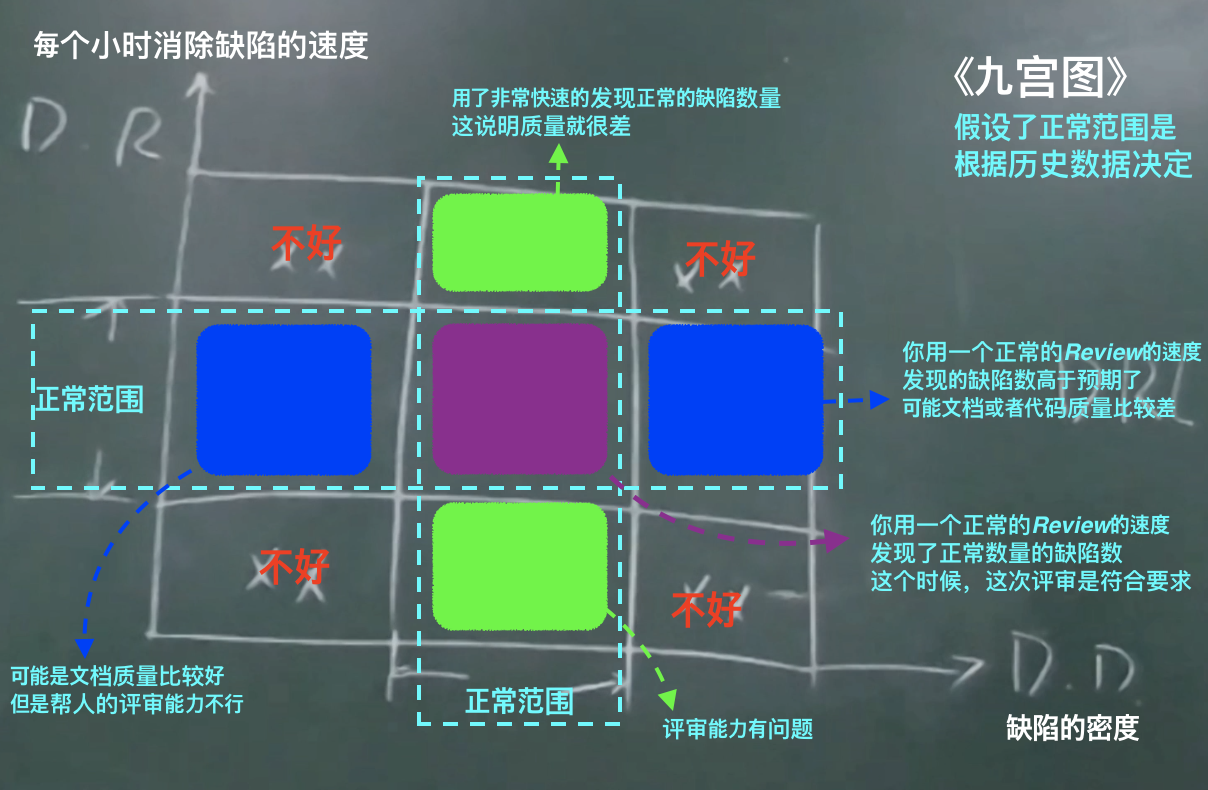 每个小时消除缺陷的速度
《九宫图》
假设了正常范围是
根据历史数据决定
D.R
用了非常快速的发现正常的缺陷数量
这说明质量就很差
不好
不好
正常范围
你用一个正常的Review的速度
发现的缺陷数高于预期了
可能文档或者代码质量比较差
DRL
你用一个正常的Review的速度
发现了正常数量的缺陷数
这个时候，这次评审是符合要求
不好
不好
可能是文档质量比较好
但是帮人的评审能力不行
正常范围
评审能力有问题
D.D
缺陷的密度